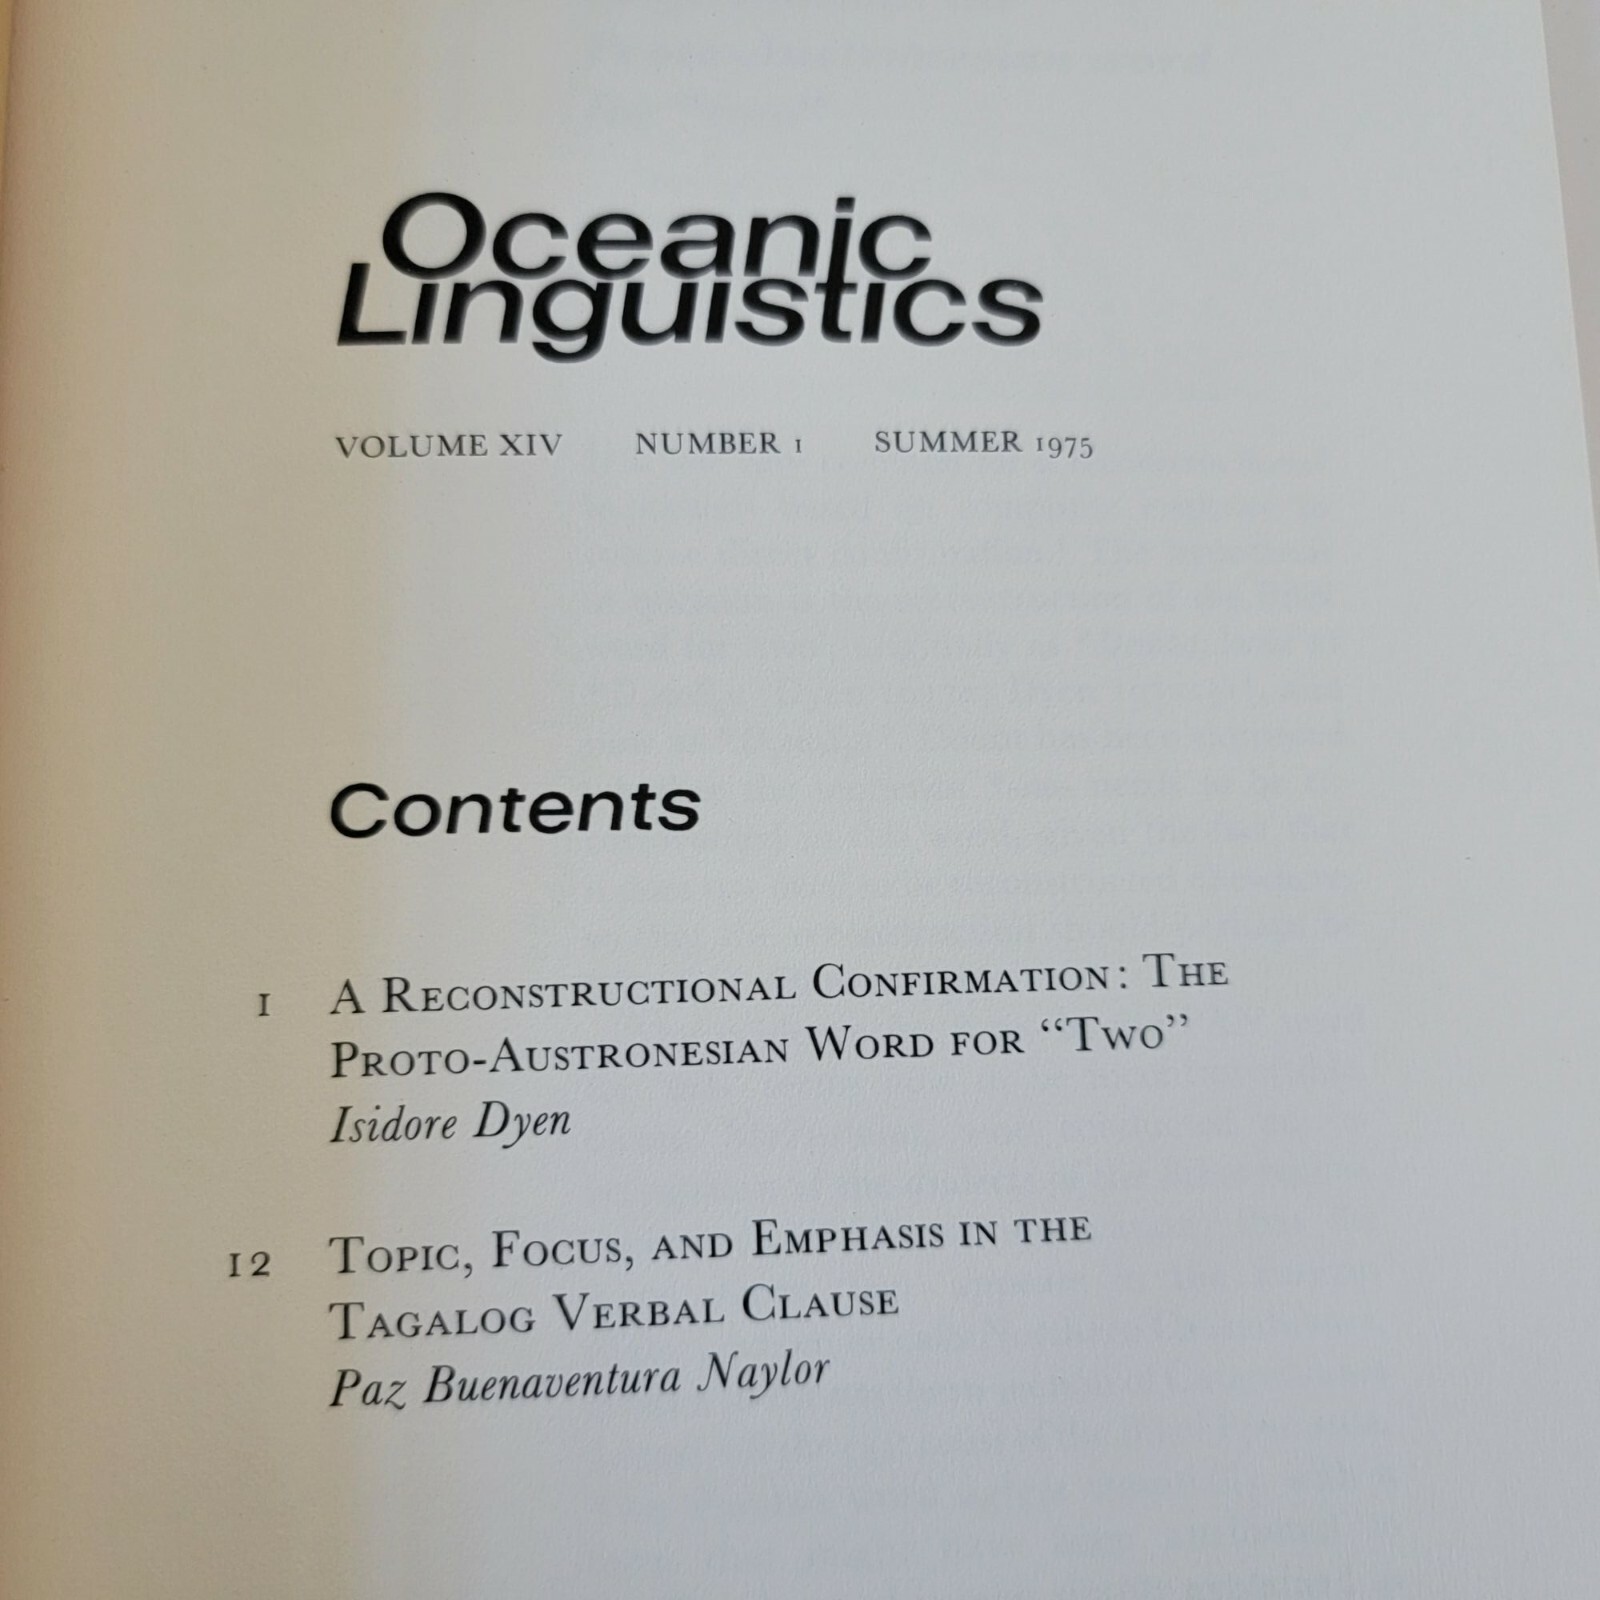 Oceanic
Linguistics
VOLUME XIV NUMBER 1 SUMMER 1975
Contents
1 A Reconstructional Confirmation: The
Proto-Austronesian Word for “Two”
Isidore Dyen
12 Topic, Focus, and Emphasis in the
Tagalog Verbal Clause
Paz Buenaventura Naylor